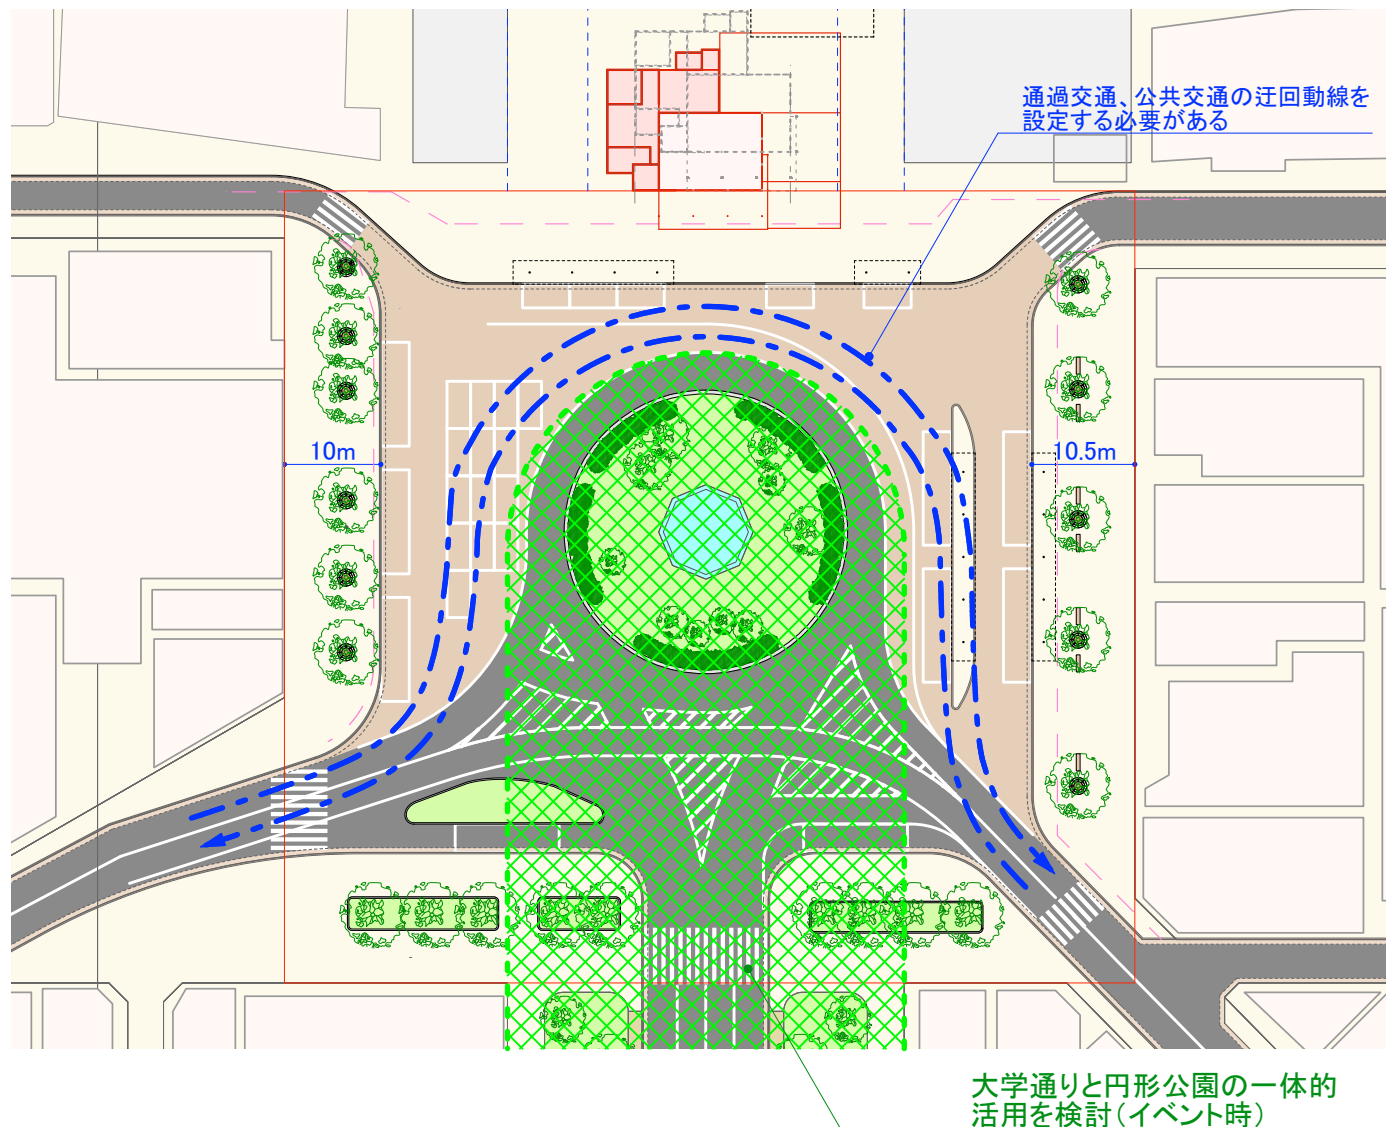 通過交通、公共交通の迂回動線を
設定する必要がある
10m
10.5m
大学通りと円形公園の一体的
活用を検討（イベント時）